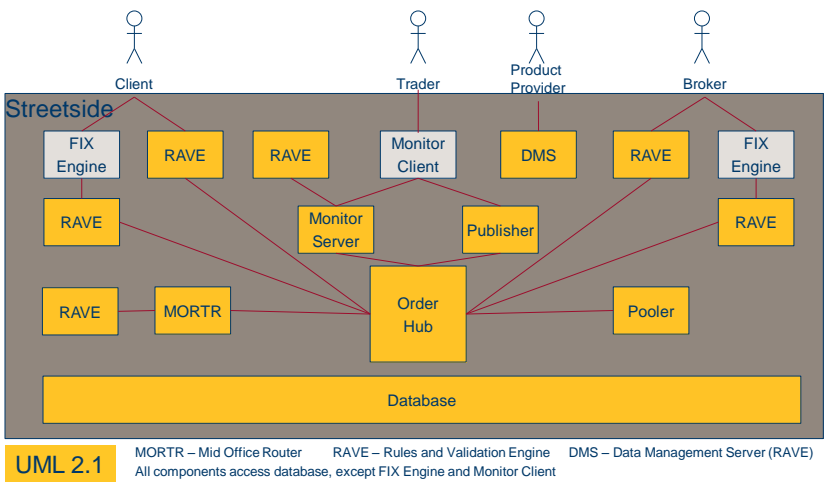 Client
Trader
Product
Provider
Broker
Streetside
FIX
Engine
RAVE
RAVE
Monitor
Client
DMS
RAVE
FIX
Engine
RAVE
Monitor
Server
Publisher
RAVE
RAVE
MORTR
Order
Hub
Pooler
Database
UML 2.1
MORTR – Mid Office Router RAVE – Rules and Validation Engine DMS – Data Management Server (RAVE)
All components access database, except FIX Engine and Monitor Client